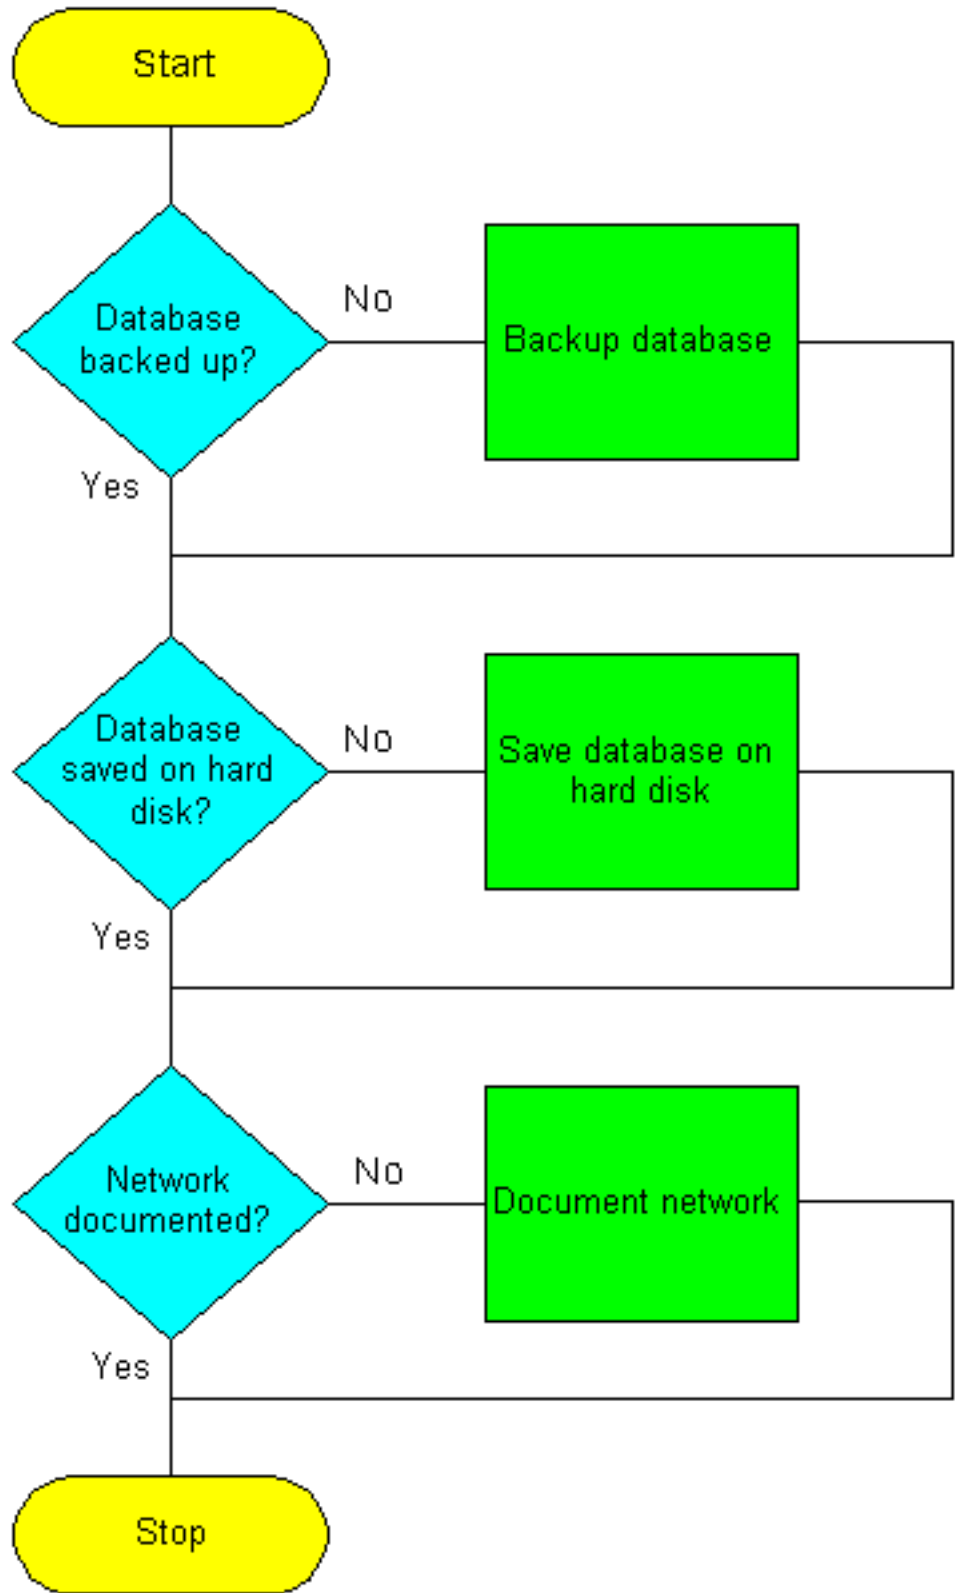 Start
Database
backed up?
No
Backup database
Yes
Database
saved on hard
disk?
No
Save database on
hard disk
Yes
Network
documented?
No
Document network
Yes
Stop